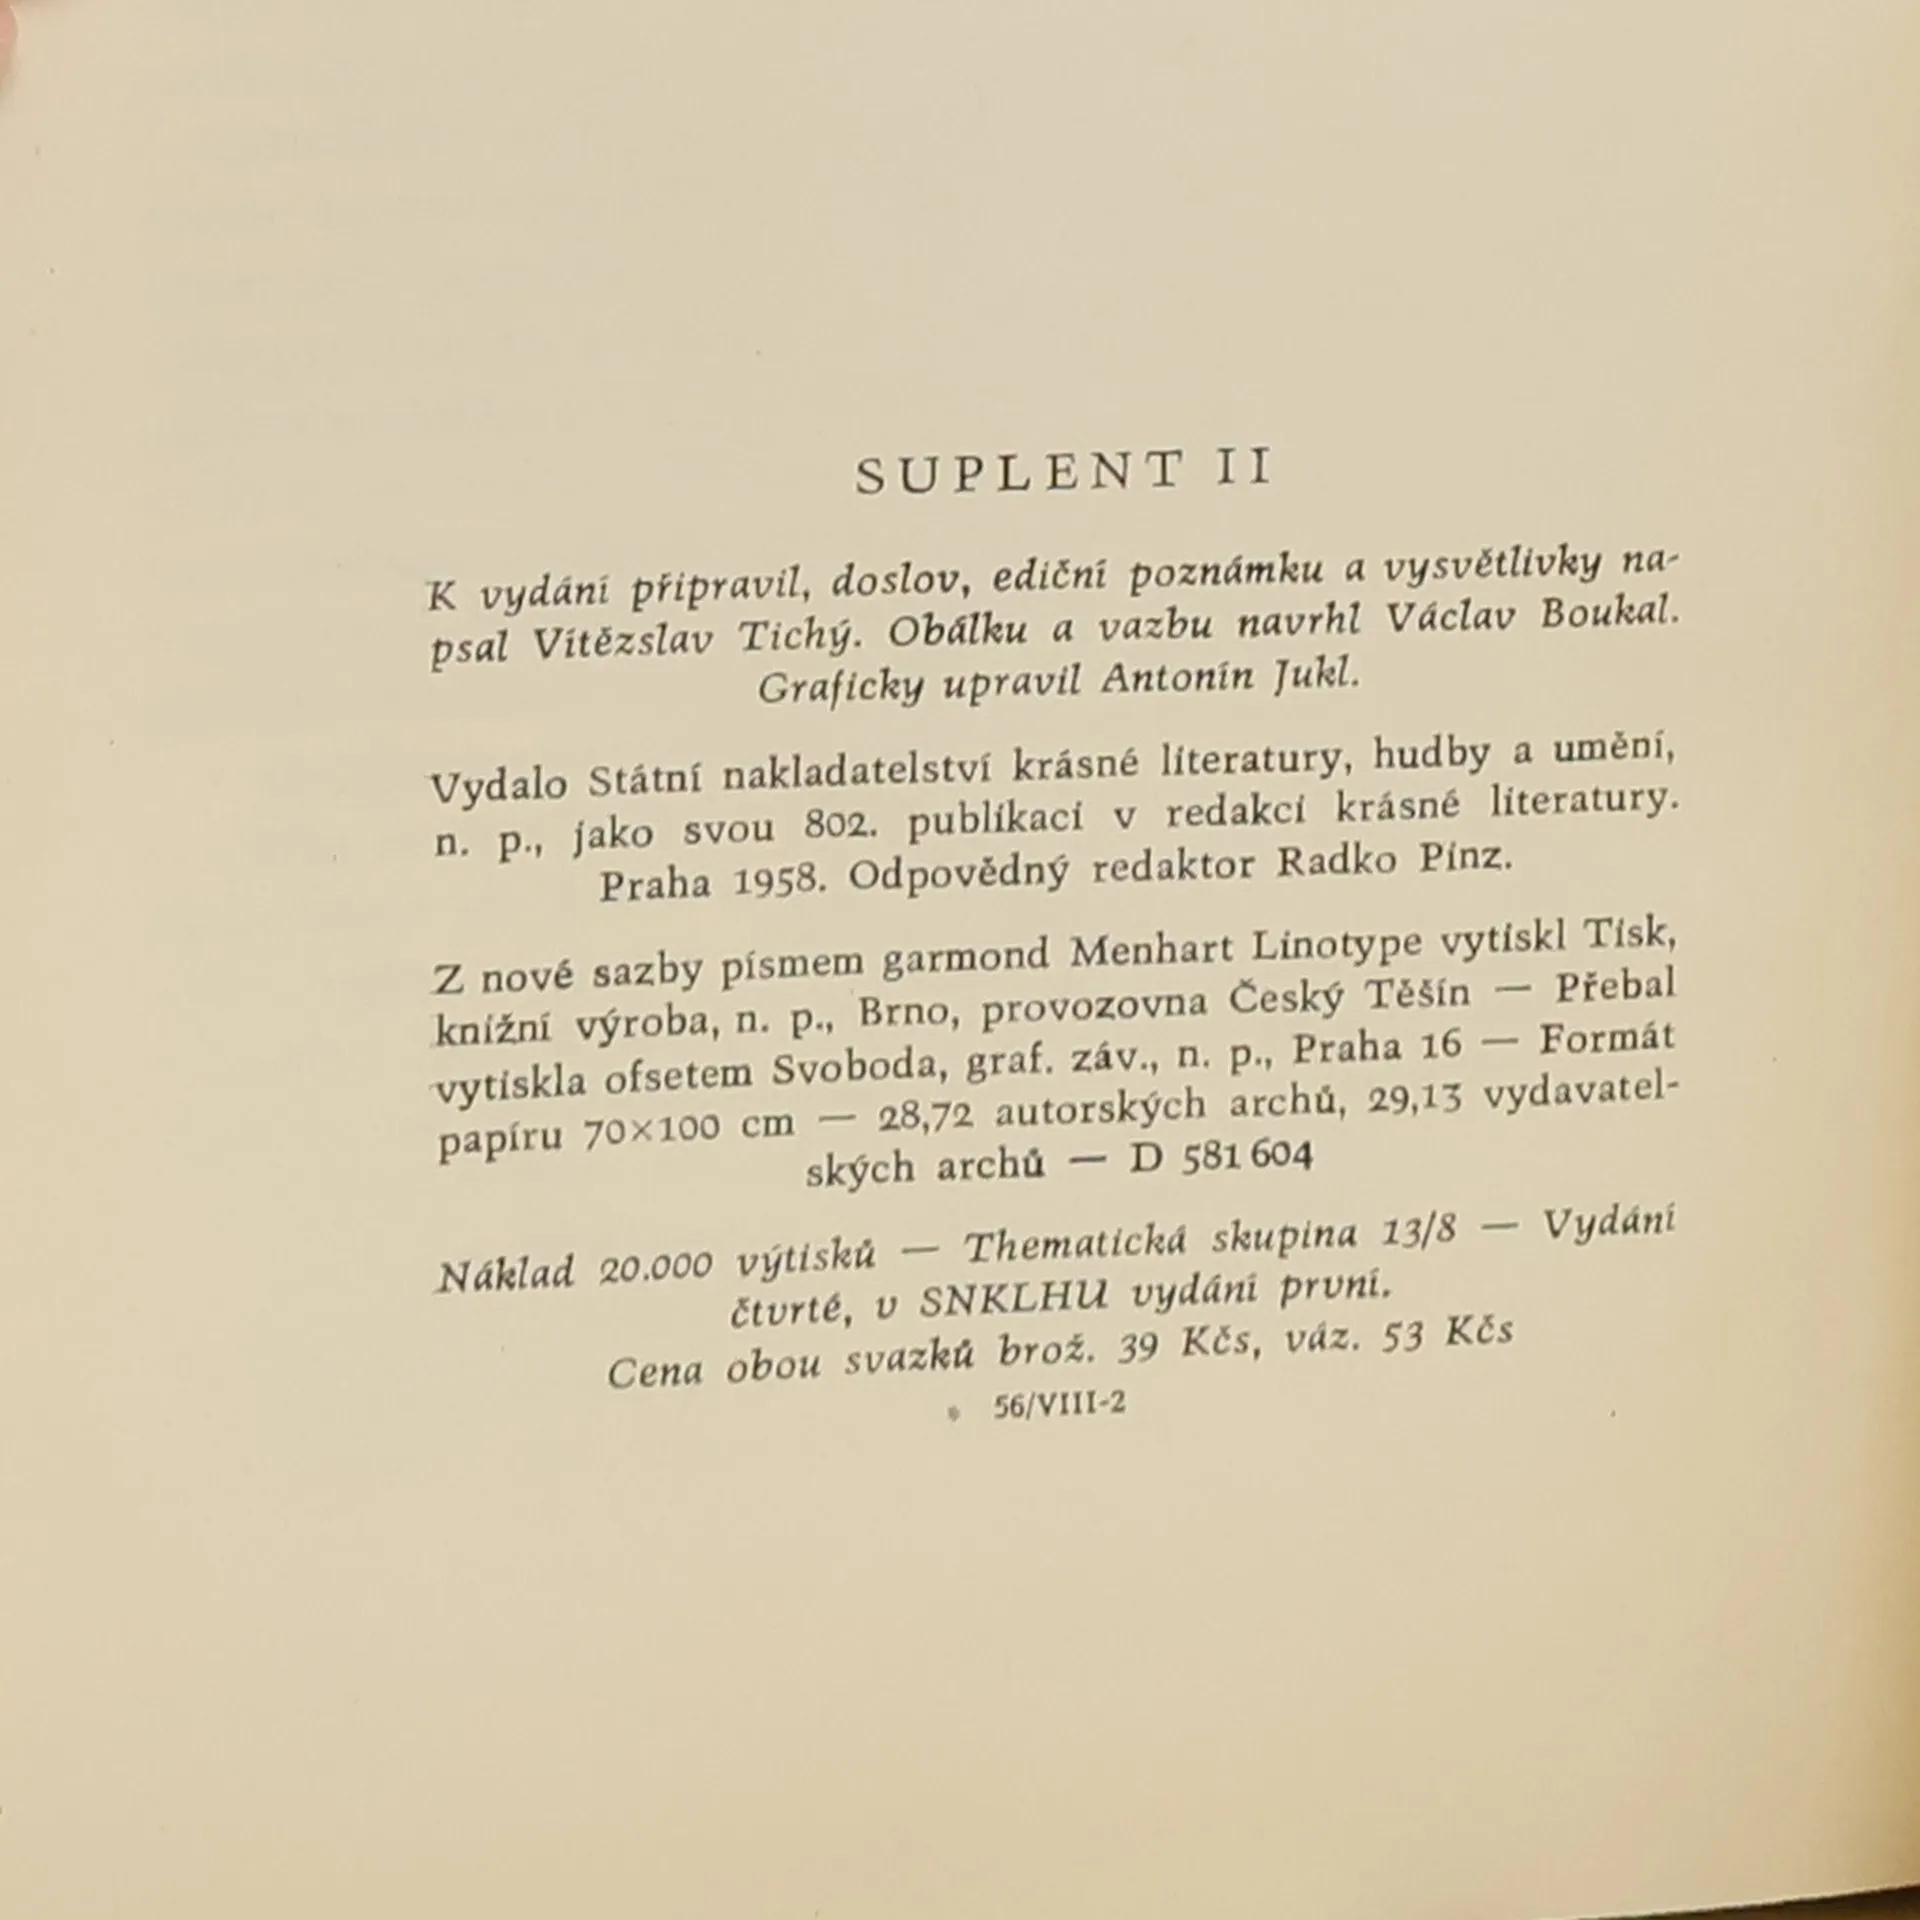 SUPLENT II
K vydání připravil, doslov, ediční poznámku a vysvětlivky na-
psal Vítězslav Tichý. Obálku a vazbu navrhl Václav Boukal.
Graficky upravil Antonín Jukl.
Vydalo Státní nakladatelství krásné literatury, hudby a umění,
n. p., jako svou 802. publikaci v redakci krásné literatury.
Praha 1958. Odpovědný redaktor Radko Pinz.
Z nové sazby písmem garmond Menhart Linotype vytiskl Tisk,
knižní výroba, n. p., Brno, provozovna Český Těšín — Přebal
vytiskla ofsetem Svoboda, graf. záv., n. p., Praha 16 — Formát
papíru 70×100 cm — 28,72 autorských archů, 29,13 vydavatel-
ských archů — D 581 604
Náklad 20.000 výtisků — Thematická skupina 13/8 — Vydání
čtvrté, v SNKLHU vydání první.
Cena obou svazků brož. 39 Kčs, váz. 53 Kčs
56/VIII-2